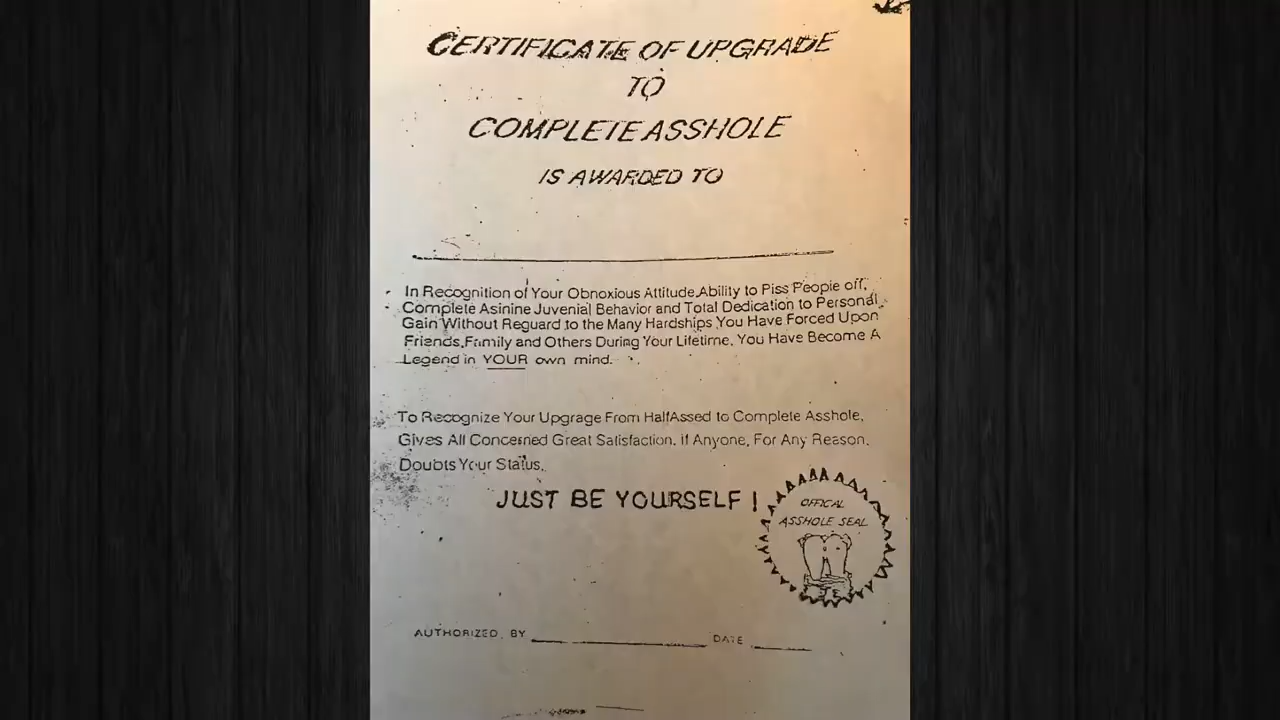 CERTIFICATE OF UPGRADE
TO
COMPLETE ASSHOLE
IS AWARDED TO
In Recognition of Your Obnoxious Attitude,Ability to Piss People off,
Complete Asinine Juvenial Behavior and Total Dedication to Personal
Gain Without Reguard to the Many Hardships You Have Forced Upon
Friends,Family and Others During Your Lifetime, You Have Become A
Legend in YOUR own mind.
To Recognize Your Upgrage From HalfAssed to Complete Asshole,
Gives All Concerned Great Satisfaction. If Anyone, For Any Reason,
Doubts Your Status,
JUST BE YOURSELF !
OFFICAL
ASSHOLE SEAL
AUTHORIZED BY
DATE